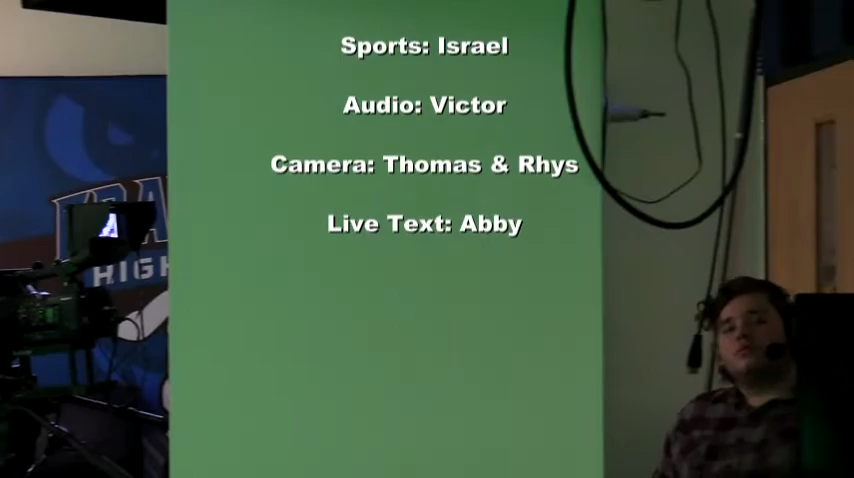 Sports: Israel
Audio: Victor
Camera: Thomas & Rhys
Live Text: Abby